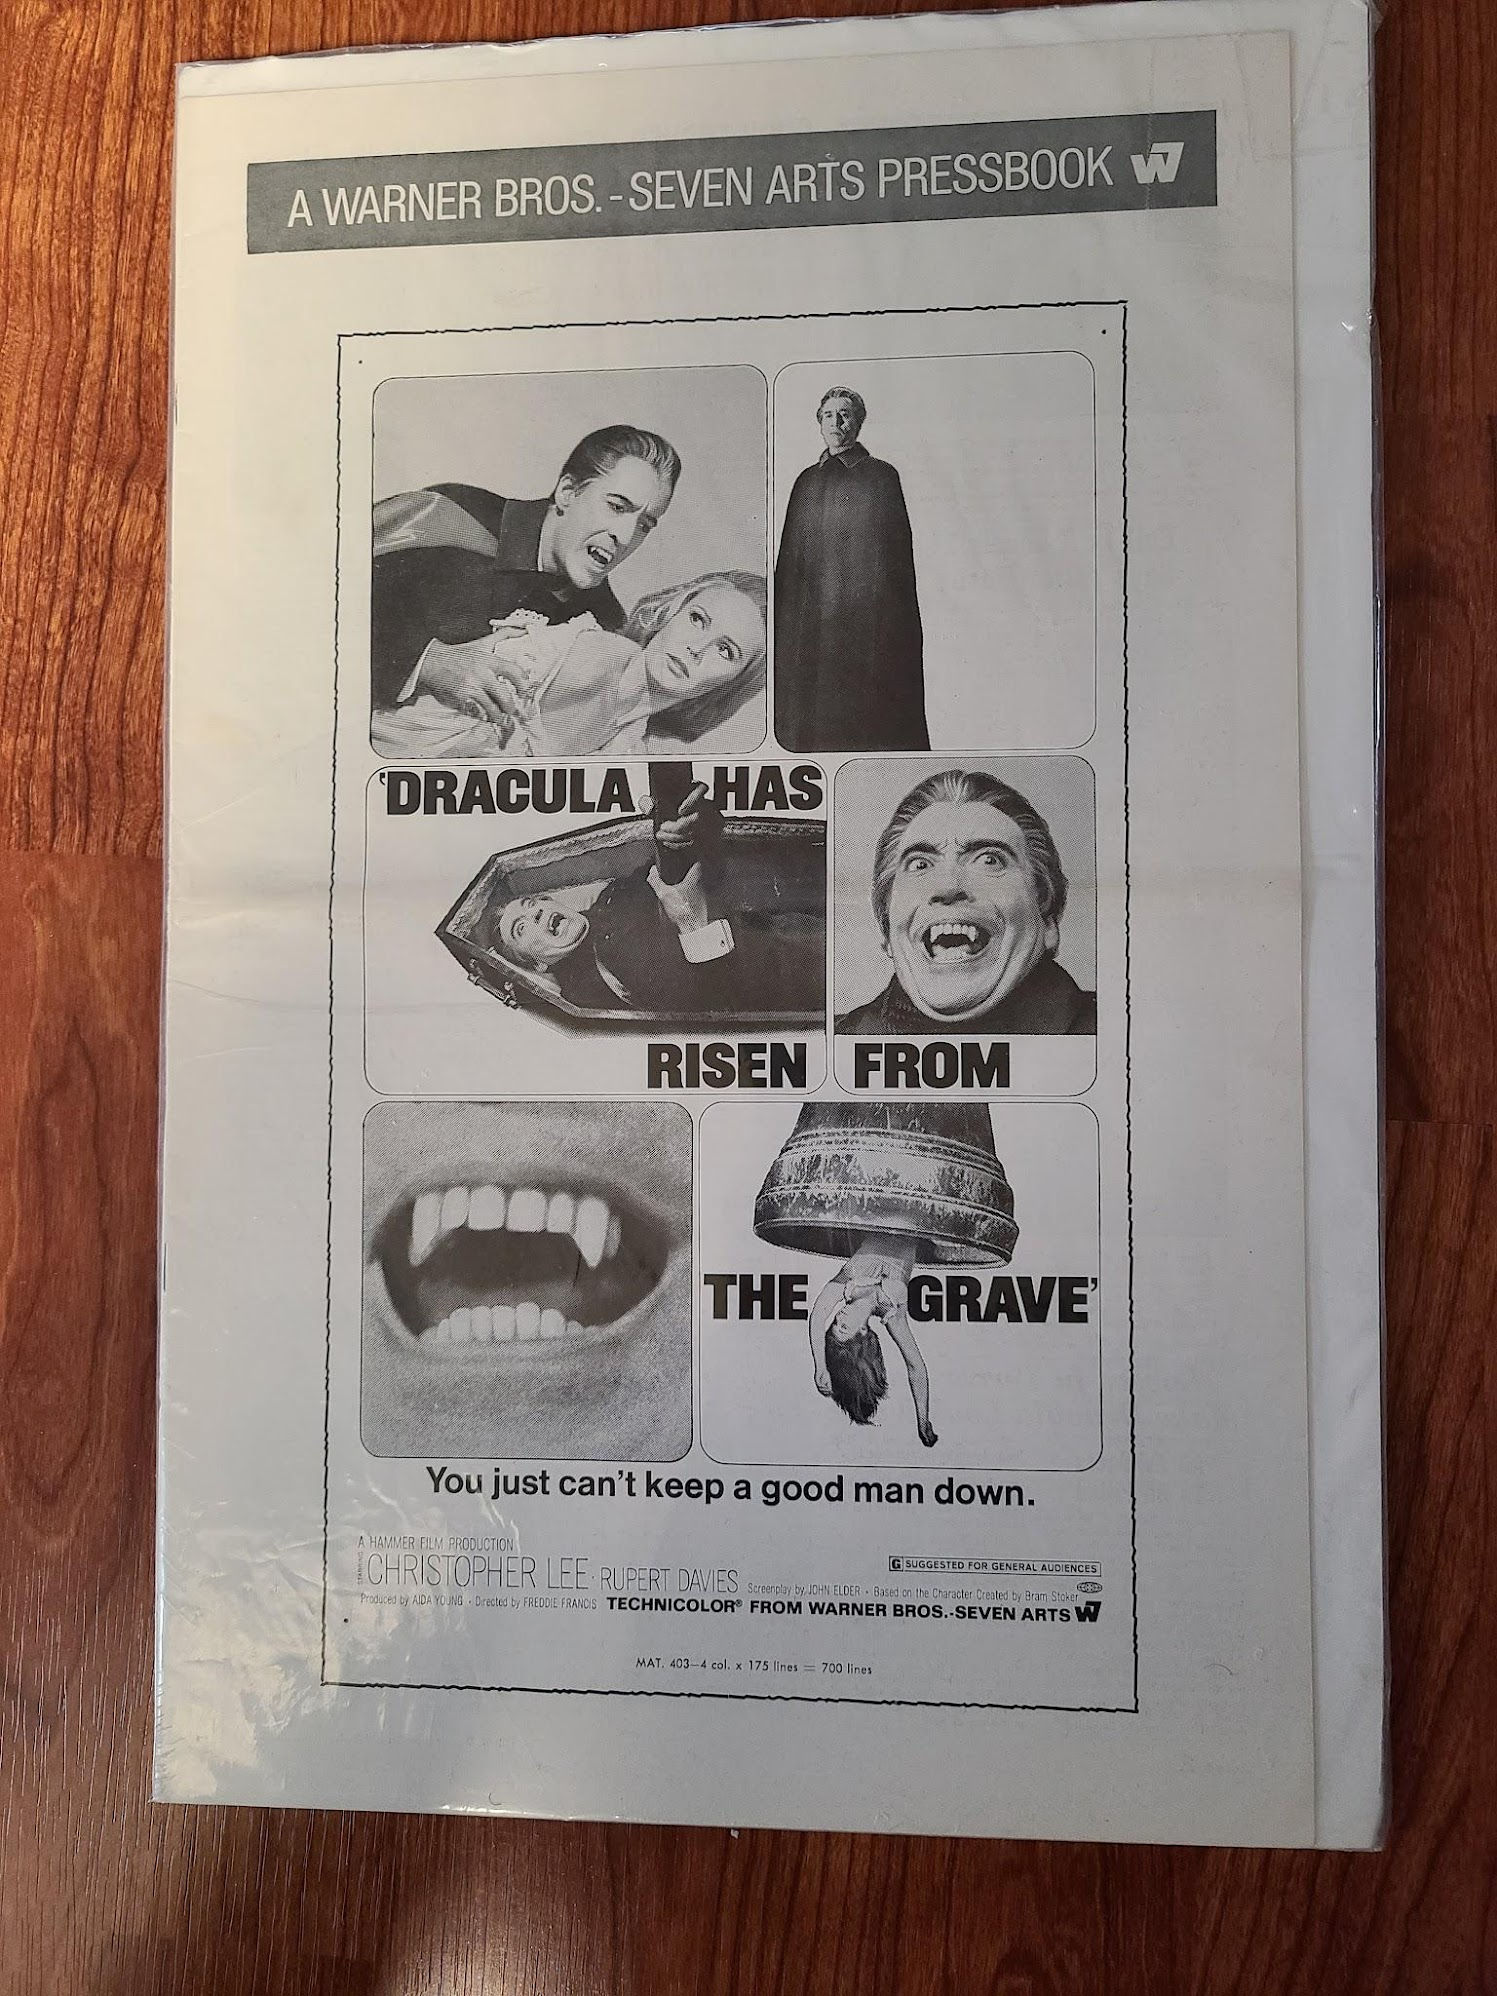 A WARNER BROS.-SEVEN ARTS PRESSBOOK W7
'DRACULA HAS
RISEN FROM
THE GRAVE'
You just can't keep a good man down.
A HAMMER FILM PRODUCTION
STARRING CHRISTOPHER LEE · RUPERT DAVIES
G SUGGESTED FOR GENERAL AUDIENCES
Screenplay by JOHN ELDER • Based on the Character Created by Bram Stoker
Produced by AIDA YOUNG • Directed by FREDDIE FRANCIS TECHNICOLOR® FROM WARNER BROS.-SEVEN ARTS W7
MAT. 403—4 col. x 175 lines = 700 lines